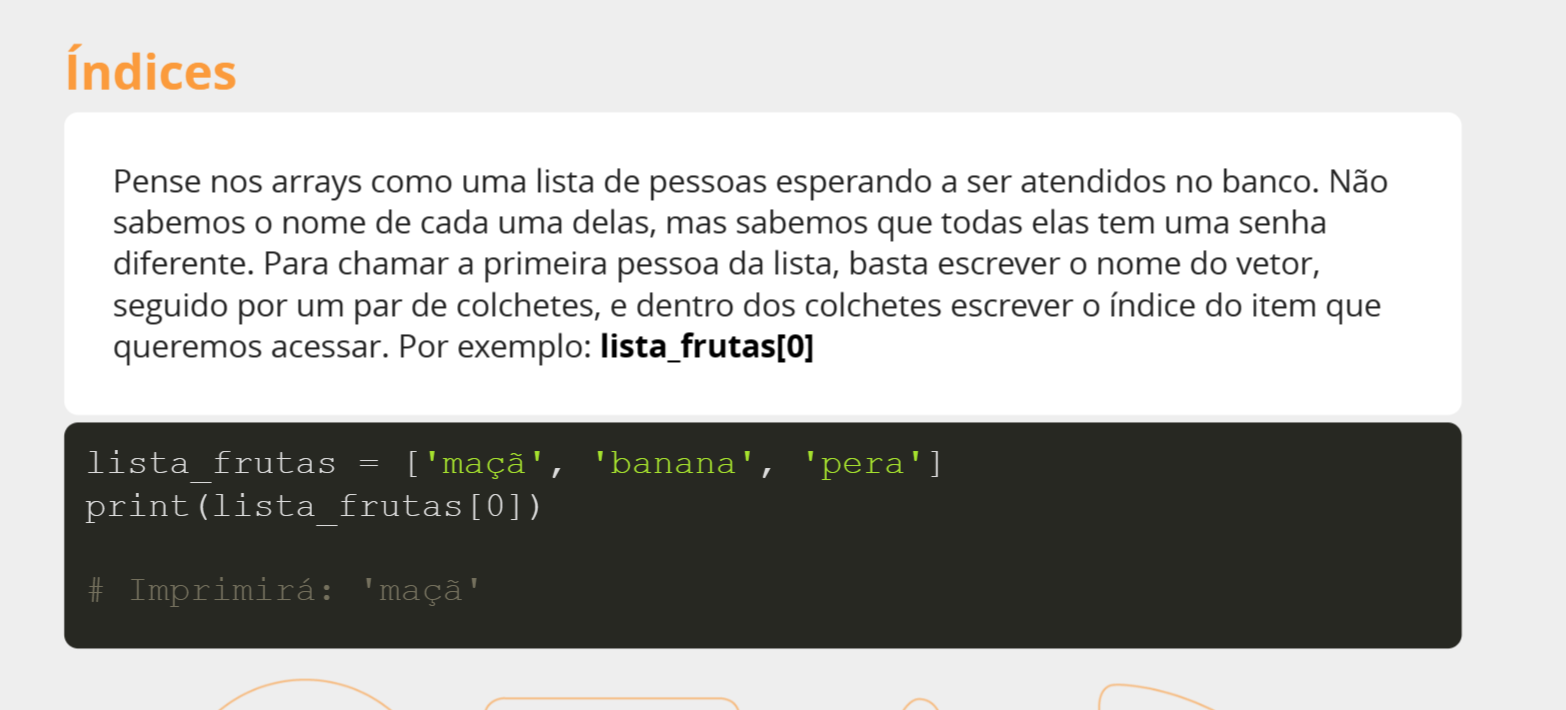 Índices
Pense nos arrays como uma lista de pessoas esperando a ser atendidos no banco. Não
sabemos o nome de cada uma delas, mas sabemos que todas elas tem uma senha
diferente. Para chamar a primeira pessoa da lista, basta escrever o nome do vetor,
seguido por um par de colchetes, e dentro dos colchetes escrever o índice do item que
queremos acessar. Por exemplo: lista_frutas[0]
lista_frutas = ['maçã', 'banana', 'pera']
print(lista_frutas[0])
# Imprimirá: 'maçã'